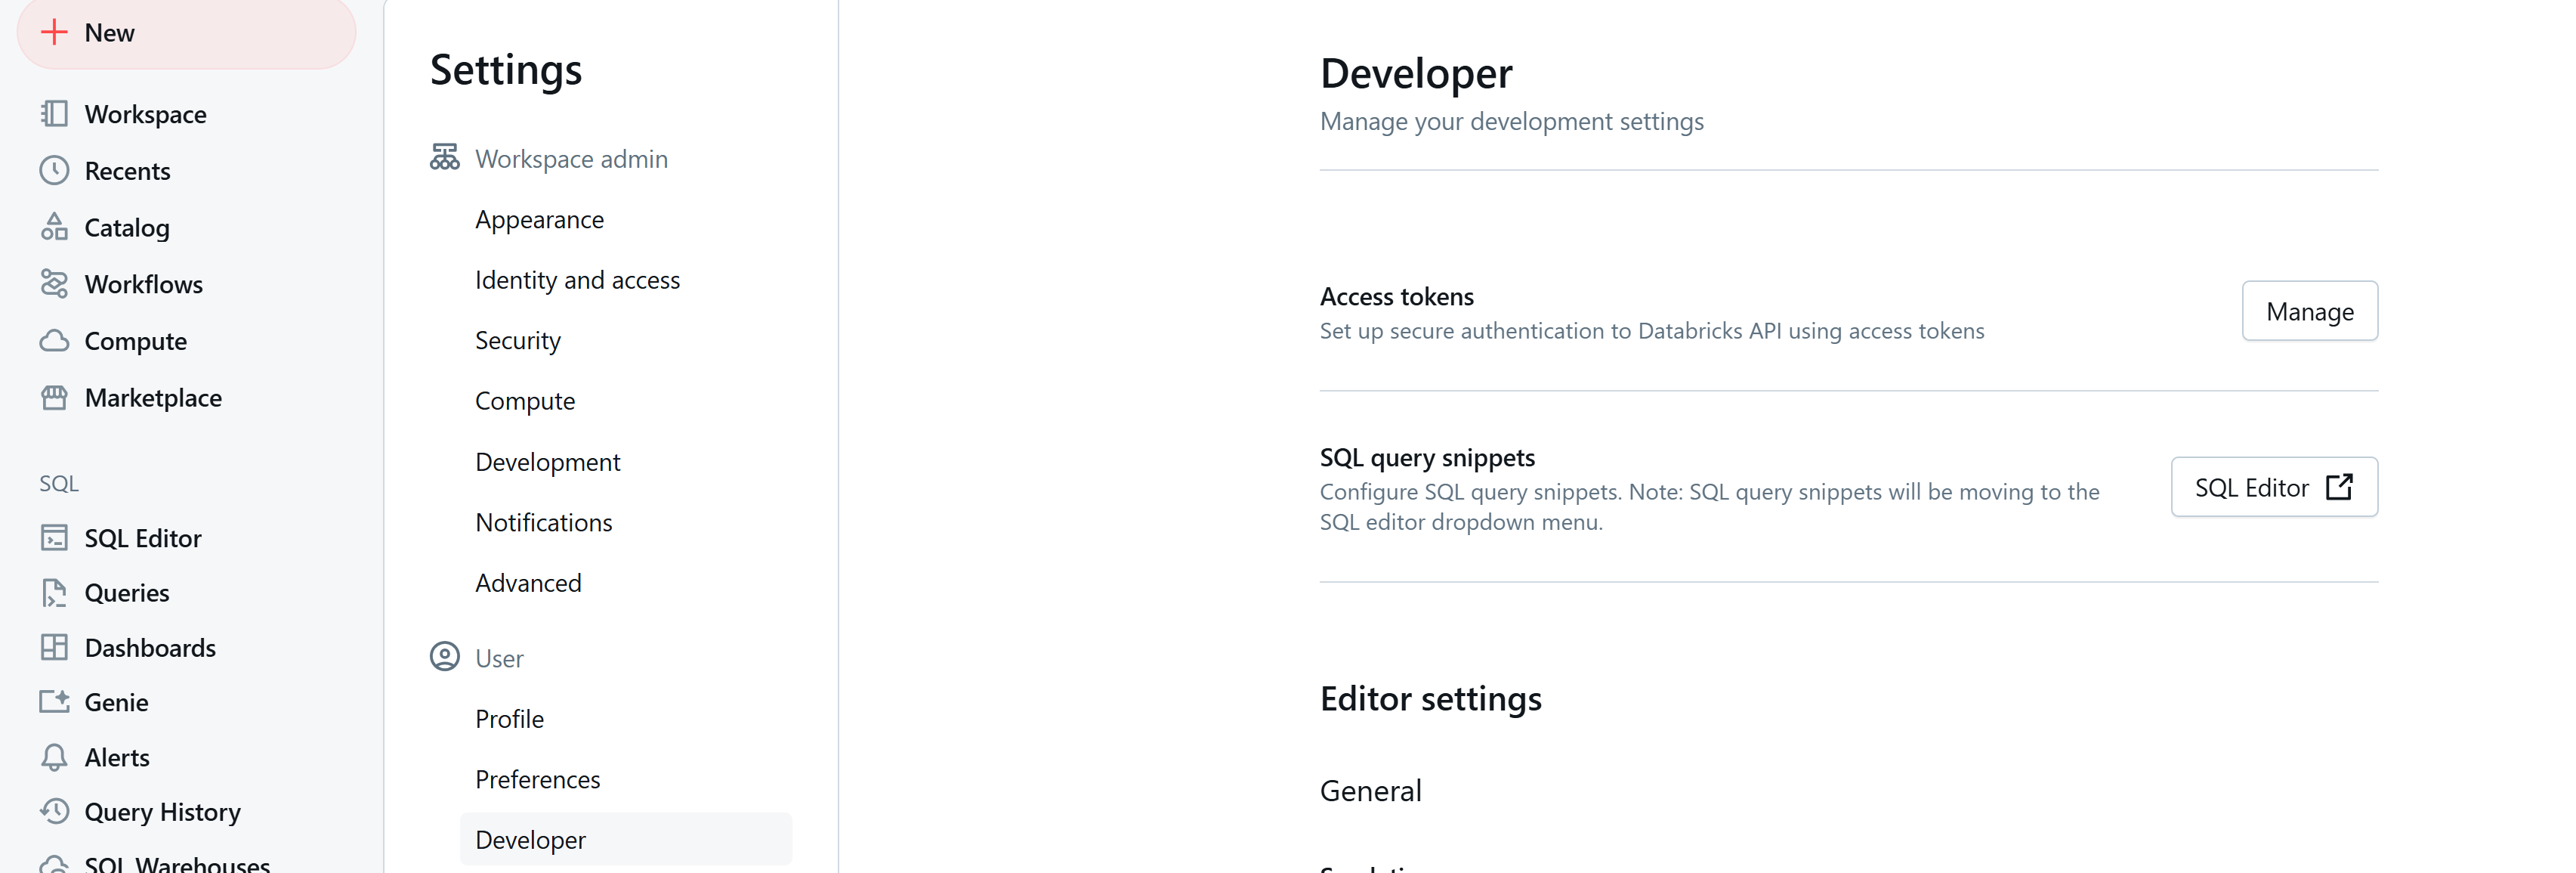 New
Workspace
Recents
Catalog
Workflows
Compute
Marketplace
SQL
SQL Editor
Queries
Dashboards
Genie
Alerts
Query History
SQL Warehouses
Settings
Workspace admin
Appearance
Identity and access
Security
Compute
Development
Notifications
Advanced
User
Profile
Preferences
Developer
Developer
Manage your development settings
Access tokens
Set up secure authentication to Databricks API using access tokens
Manage
SQL query snippets
Configure SQL query snippets. Note: SQL query snippets will be moving to the
SQL editor dropdown menu.
SQL Editor
Editor settings
General